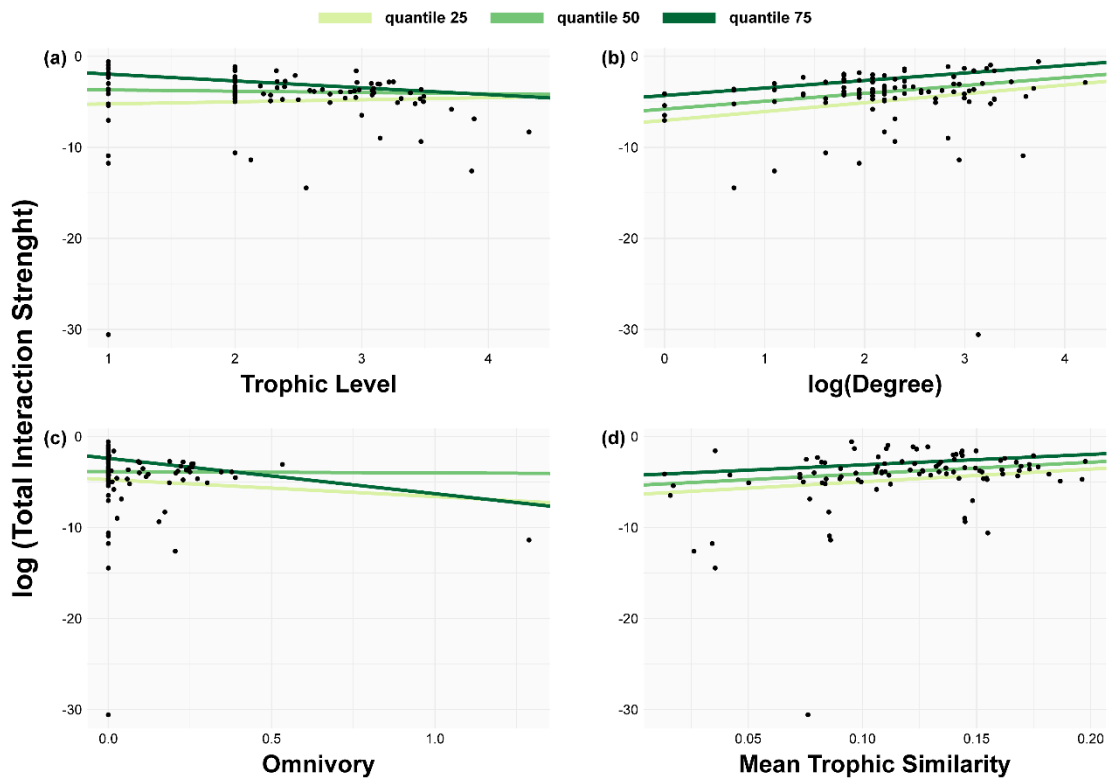 quantile 25 quantile 50 quantile 75
(a) (b)
0 0
-10 -10
-20 -20
-30 -30
1 2 3 4 0 1 2 3 4
Trophic Level log(Degree)
log (Total Interaction Strenght)
(c) (d)
0 0
-10 -10
-20 -20
-30 -30
0.0 0.5 1.0 0.05 0.10 0.15 0.20
Omnivory Mean Trophic Similarity